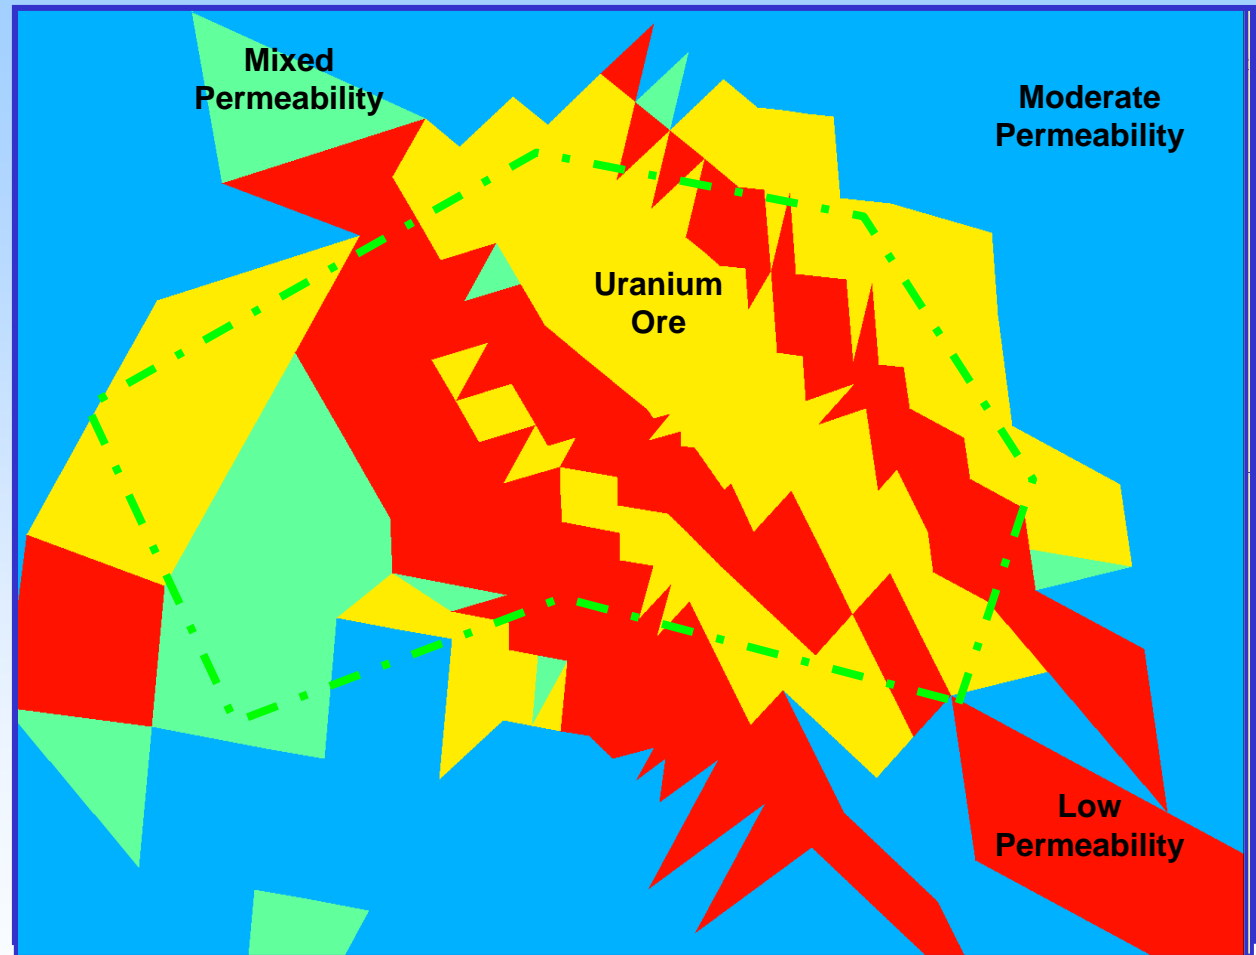 Mixed
Permeability
Moderate
Permeability
Uranium
Ore
Low
Permeability